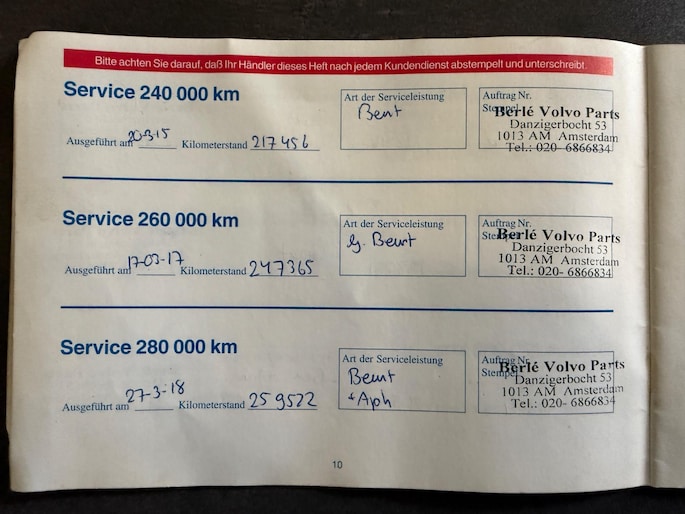 Bitte achten Sie darauf, daß Ihr Händler dieses Heft nach jedem Kundendienst abstempelt und unterschreibt.
Service 240 000 km
Ausgeführt am 20-3-15 Kilometerstand 217456
Art der Serviceleistung
Beurt
Auftrag Nr.
Stempel
Berlé Volvo Parts
Danzigerbocht 53
1013 AM Amsterdam
Tel.: 020- 6866834
Service 260 000 km
Ausgeführt am 17-03-17 Kilometerstand 247365
Art der Serviceleistung
g. Beurt
Auftrag Nr.
Stempel
Berlé Volvo Parts
Danzigerbocht 53
1013 AM Amsterdam
Tel.: 020- 6866834
Service 280 000 km
Ausgeführt am 27-3-18 Kilometerstand 259522
Art der Serviceleistung
Beurt
+Apk
Auftrag Nr.
Stempel
Berlé Volvo Parts
Danzigerbocht 53
1013 AM Amsterdam
Tel.: 020- 6866834
10